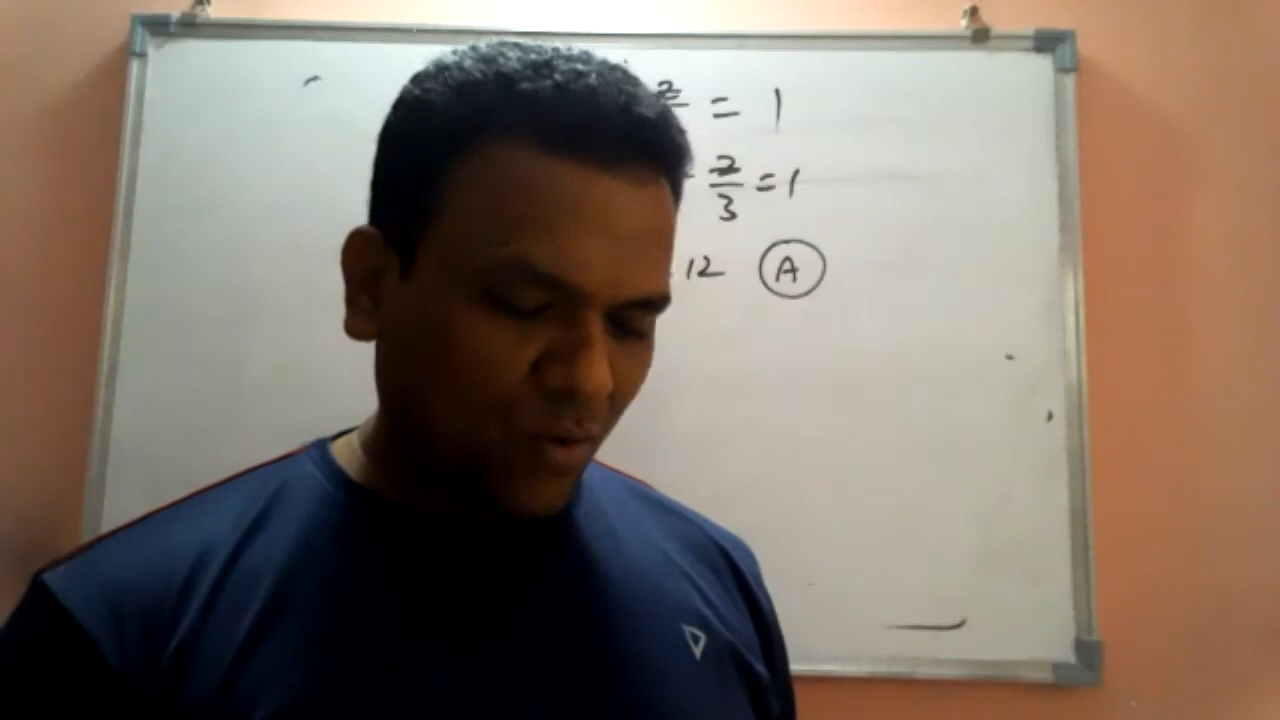 z = 1
z/3 = 1
12 A